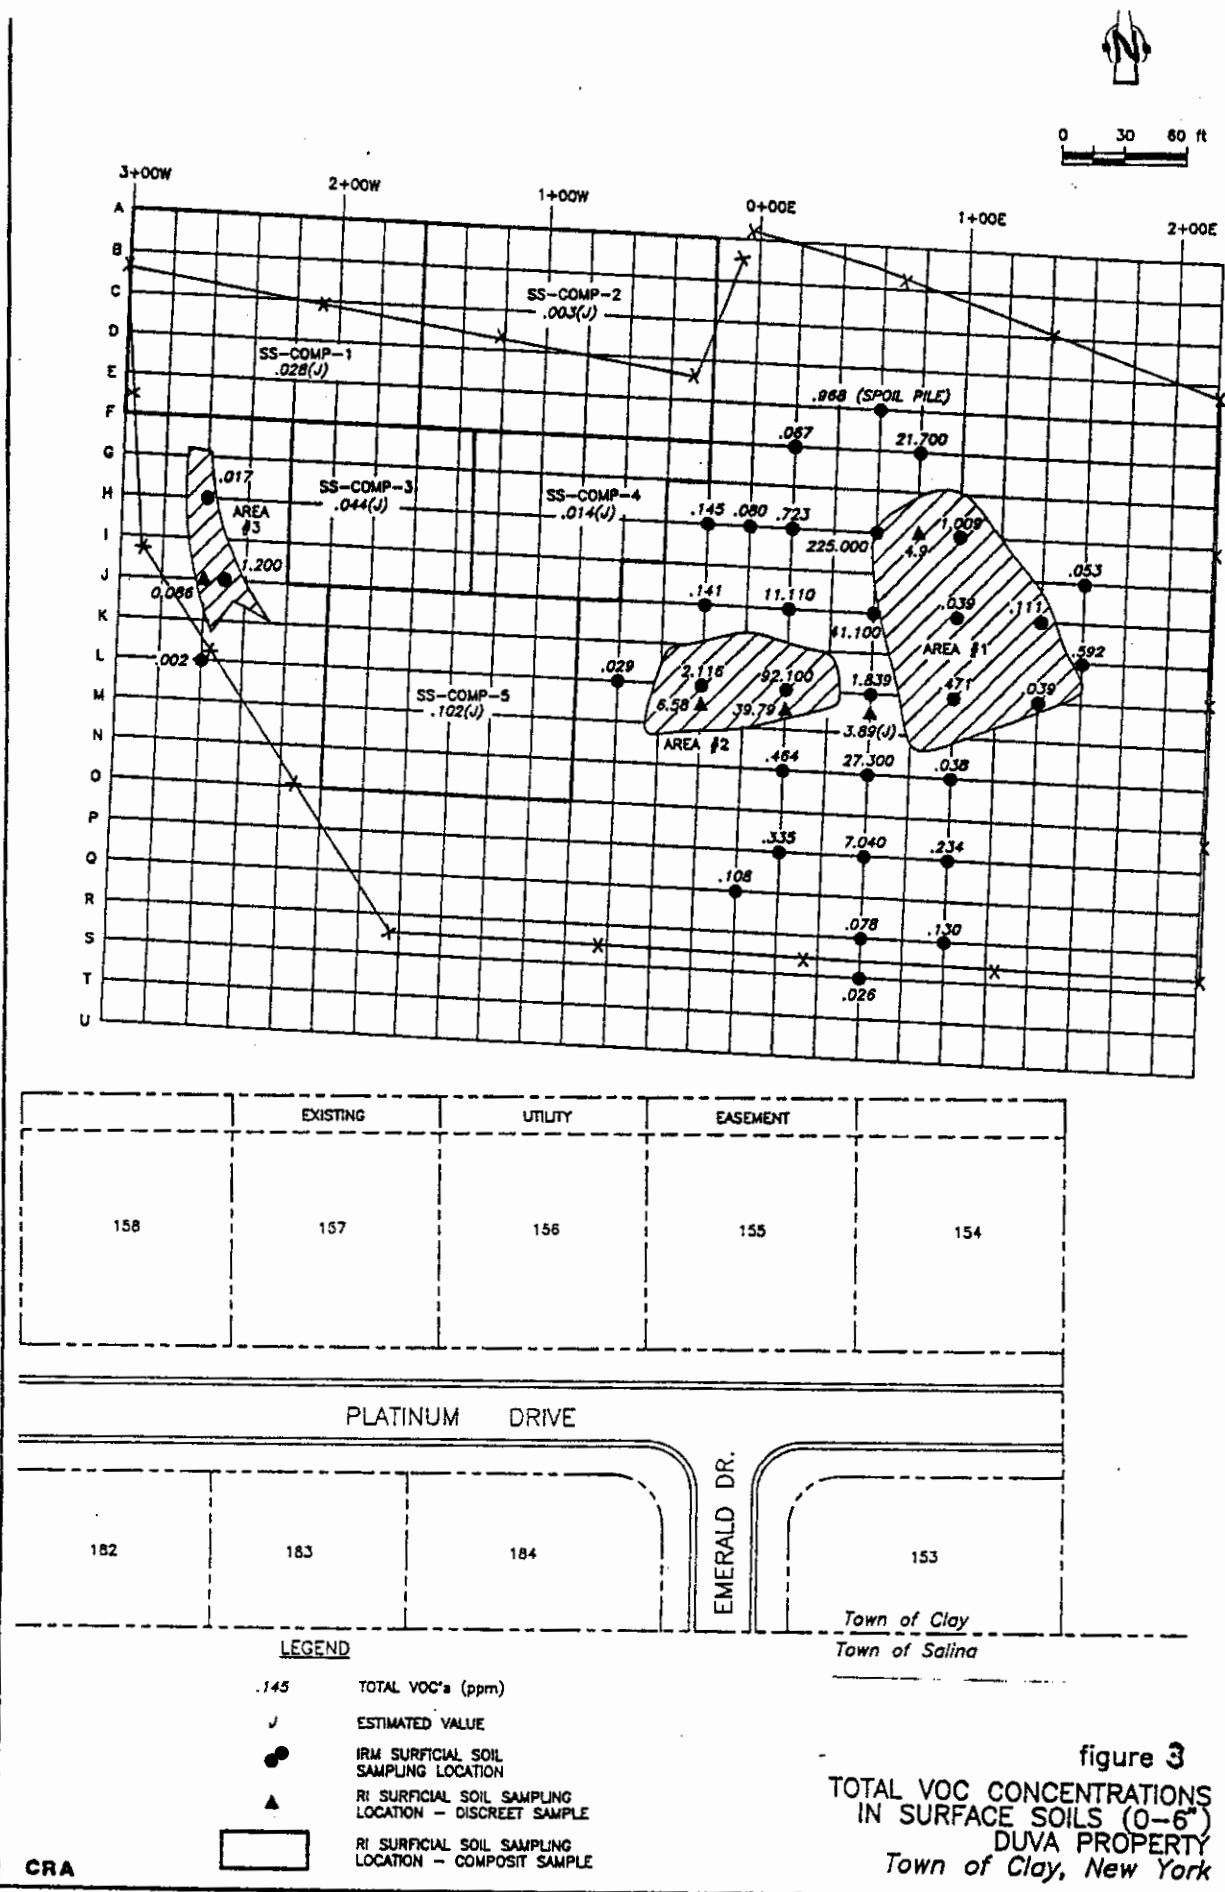 N
0 30 60 ft
3+00W
2+00W
1+00W
0+00E
1+00E
2+00E
A
B
C
D
E
F
G
H
I
J
K
L
M
N
O
P
Q
R
S
T
U
SS-COMP-2
.003(J)
SS-COMP-1
.028(J)
.968 (SPOIL PILE)
.067
21.700
SS-COMP-3
.044(J)
SS-COMP-4
.014(J)
.017
AREA
#3
.145 .080 .723
225.000
4.9
1.009
1.200
0.086
.053
.141
11.110
41.100
.039
.111
AREA #1
.002
.029
2.116
92.100
1.839
.471
.039
.592
SS-COMP-5
.102(J)
6.58
39.79
3.89(J)
AREA #2
.464
27.300
.038
.335
7.040
.234
.108
.078
.130
.026
EXISTING UTILITY EASEMENT
158 157 156 155 154
PLATINUM DRIVE
EMERALD DR.
182 183 184 153
Town of Clay
Town of Salina
LEGEND
.145 TOTAL VOC's (ppm)
J ESTIMATED VALUE
IRM SURFICIAL SOIL
SAMPLING LOCATION
RI SURFICIAL SOIL SAMPLING
LOCATION - DISCREET SAMPLE
RI SURFICIAL SOIL SAMPLING
LOCATION - COMPOSIT SAMPLE
figure 3
TOTAL VOC CONCENTRATIONS
IN SURFACE SOILS (0-6")
DUVA PROPERTY
Town of Clay, New York
CRA